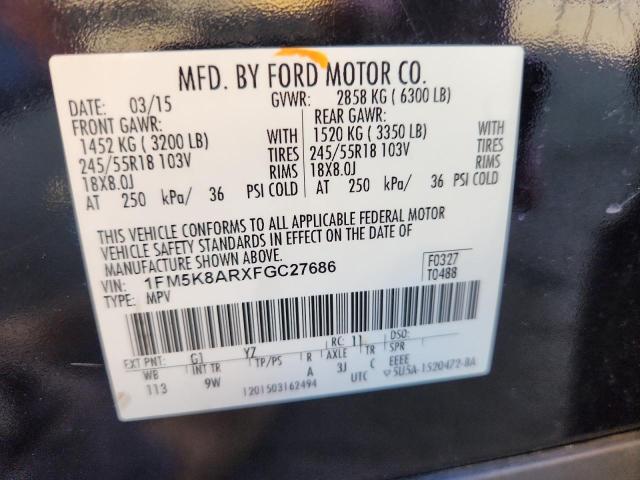 MFD. BY FORD MOTOR CO.
DATE: 03/15 GVWR: 2858 KG ( 6300 LB)
FRONT GAWR: REAR GAWR:
1452 KG ( 3200 LB) WITH 1520 KG ( 3350 LB) WITH
245/55R18 103V TIRES 245/55R18 103V TIRES
18X8.0J RIMS 18X8.0J RIMS
AT 250 kPa/ 36 PSI COLD AT 250 kPa/ 36 PSI COLD
THIS VEHICLE CONFORMS TO ALL APPLICABLE FEDERAL MOTOR
VEHICLE SAFETY STANDARDS IN EFFECT ON THE DATE OF
MANUFACTURE SHOWN ABOVE.
VIN: 1FM5K8ARXFGC27686 F0327
TYPE: MPV T0488
EXT PNT: G1 YZ RC: 11 DSO:
WB INT TR TP/PS R AXLE TR SPR
113 9W A 3J C EEEE
1201503162494 UTC 5U5A-1520472-BA